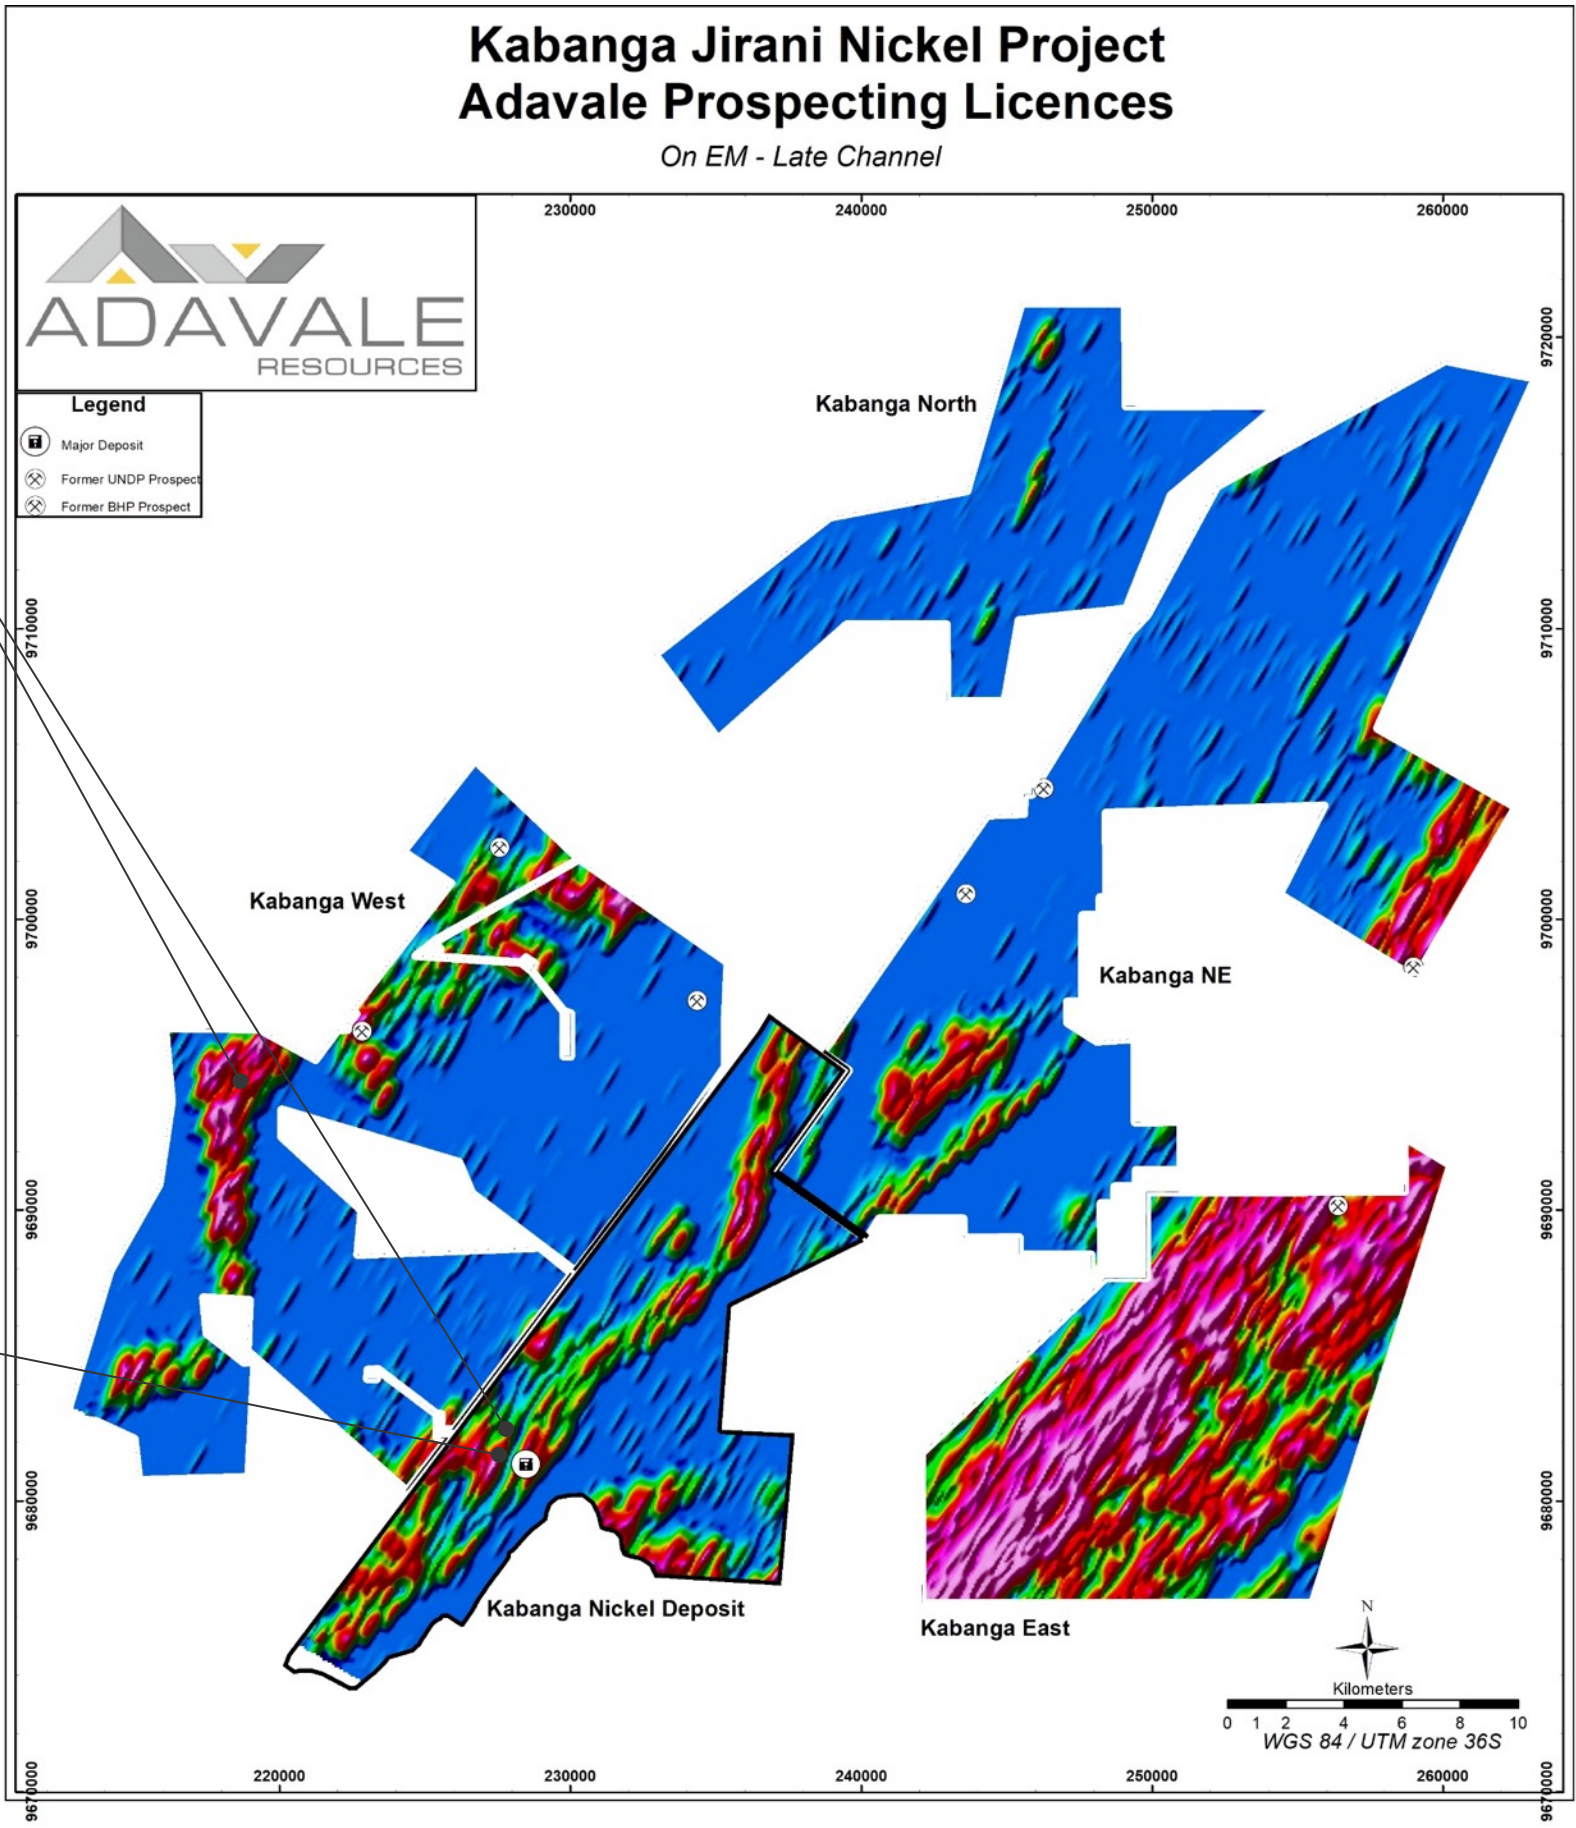 Kabanga Jirani Nickel Project
Adavale Prospecting Licences
On EM - Late Channel
230000
240000
250000
260000
ADAVALE
RESOURCES
Legend
Major Deposit
Former UNDP Prospect
Former BHP Prospect
9720000
Kabanga North
9710000
9710000
Kabanga West
9700000
9700000
Kabanga NE
9690000
9690000
9680000
9680000
Kabanga Nickel Deposit
Kabanga East
N
Kilometers
0 1 2 4 6 8 10
WGS 84 / UTM zone 36S
220000
230000
240000
250000
260000
9670000
9670000